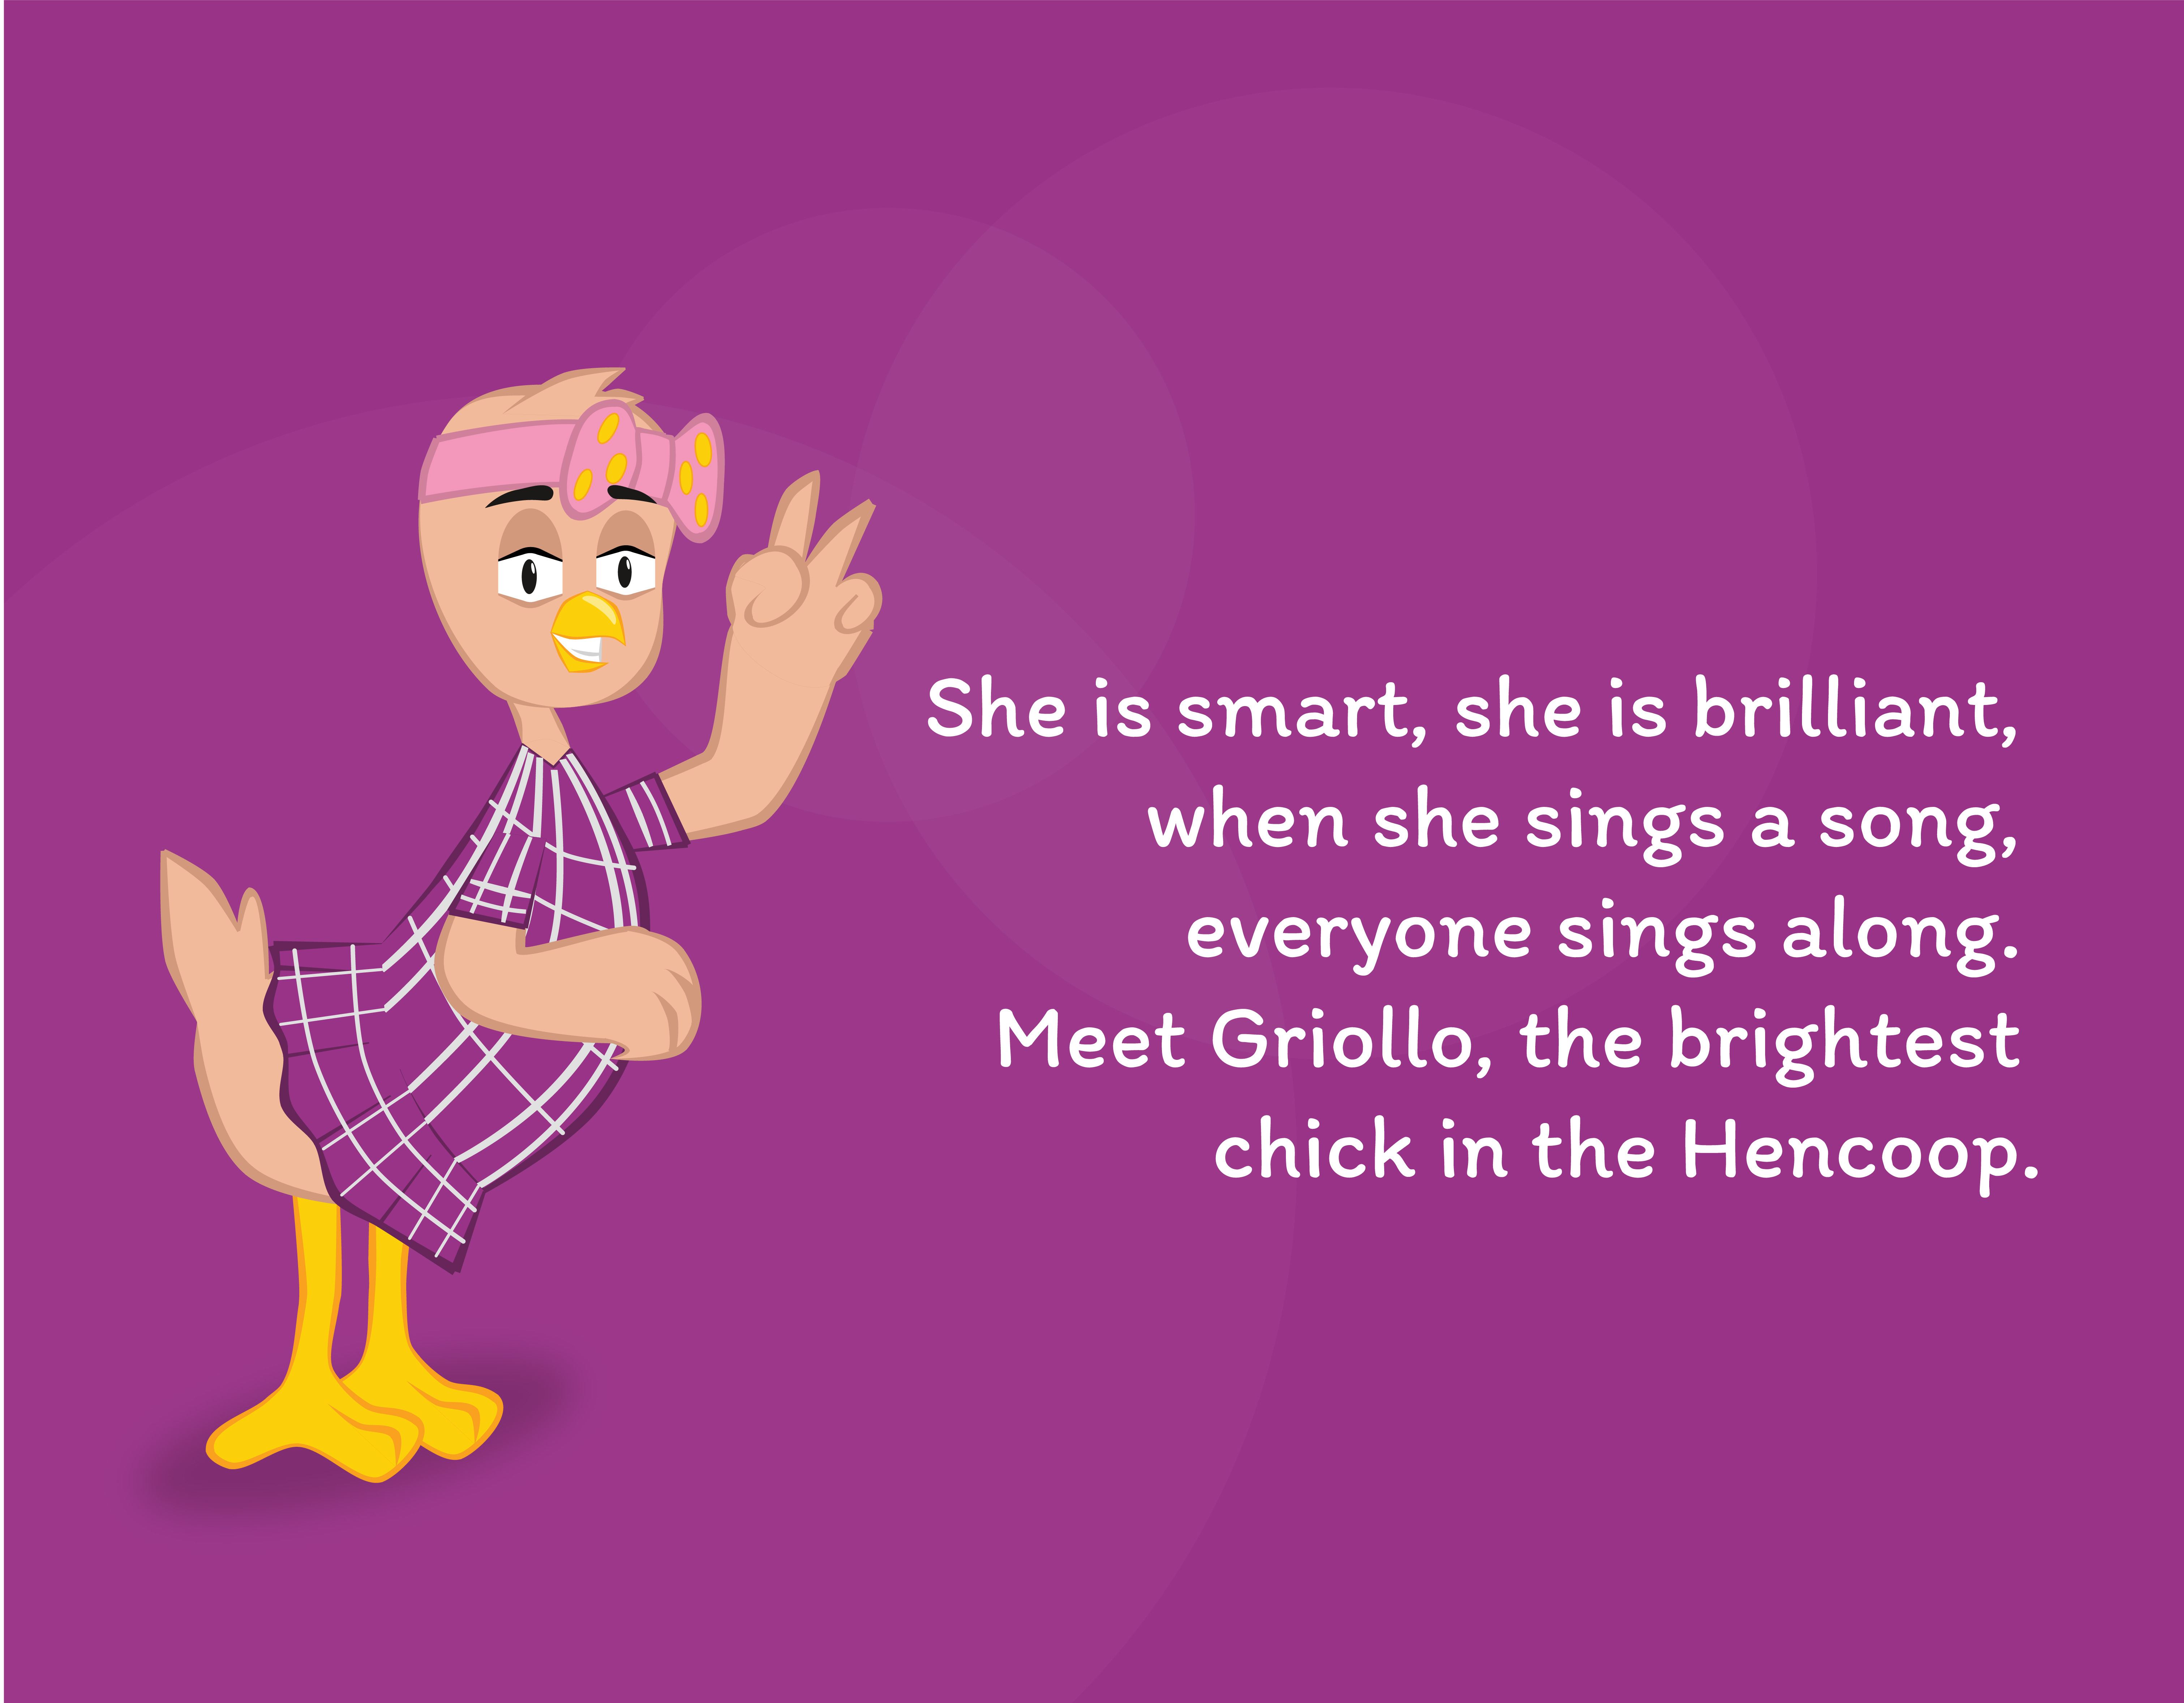 She is smart, she is brilliant,
when she sings a song,
everyone sings along.
Meet Griollo, the brightest
chick in the Hencoop.